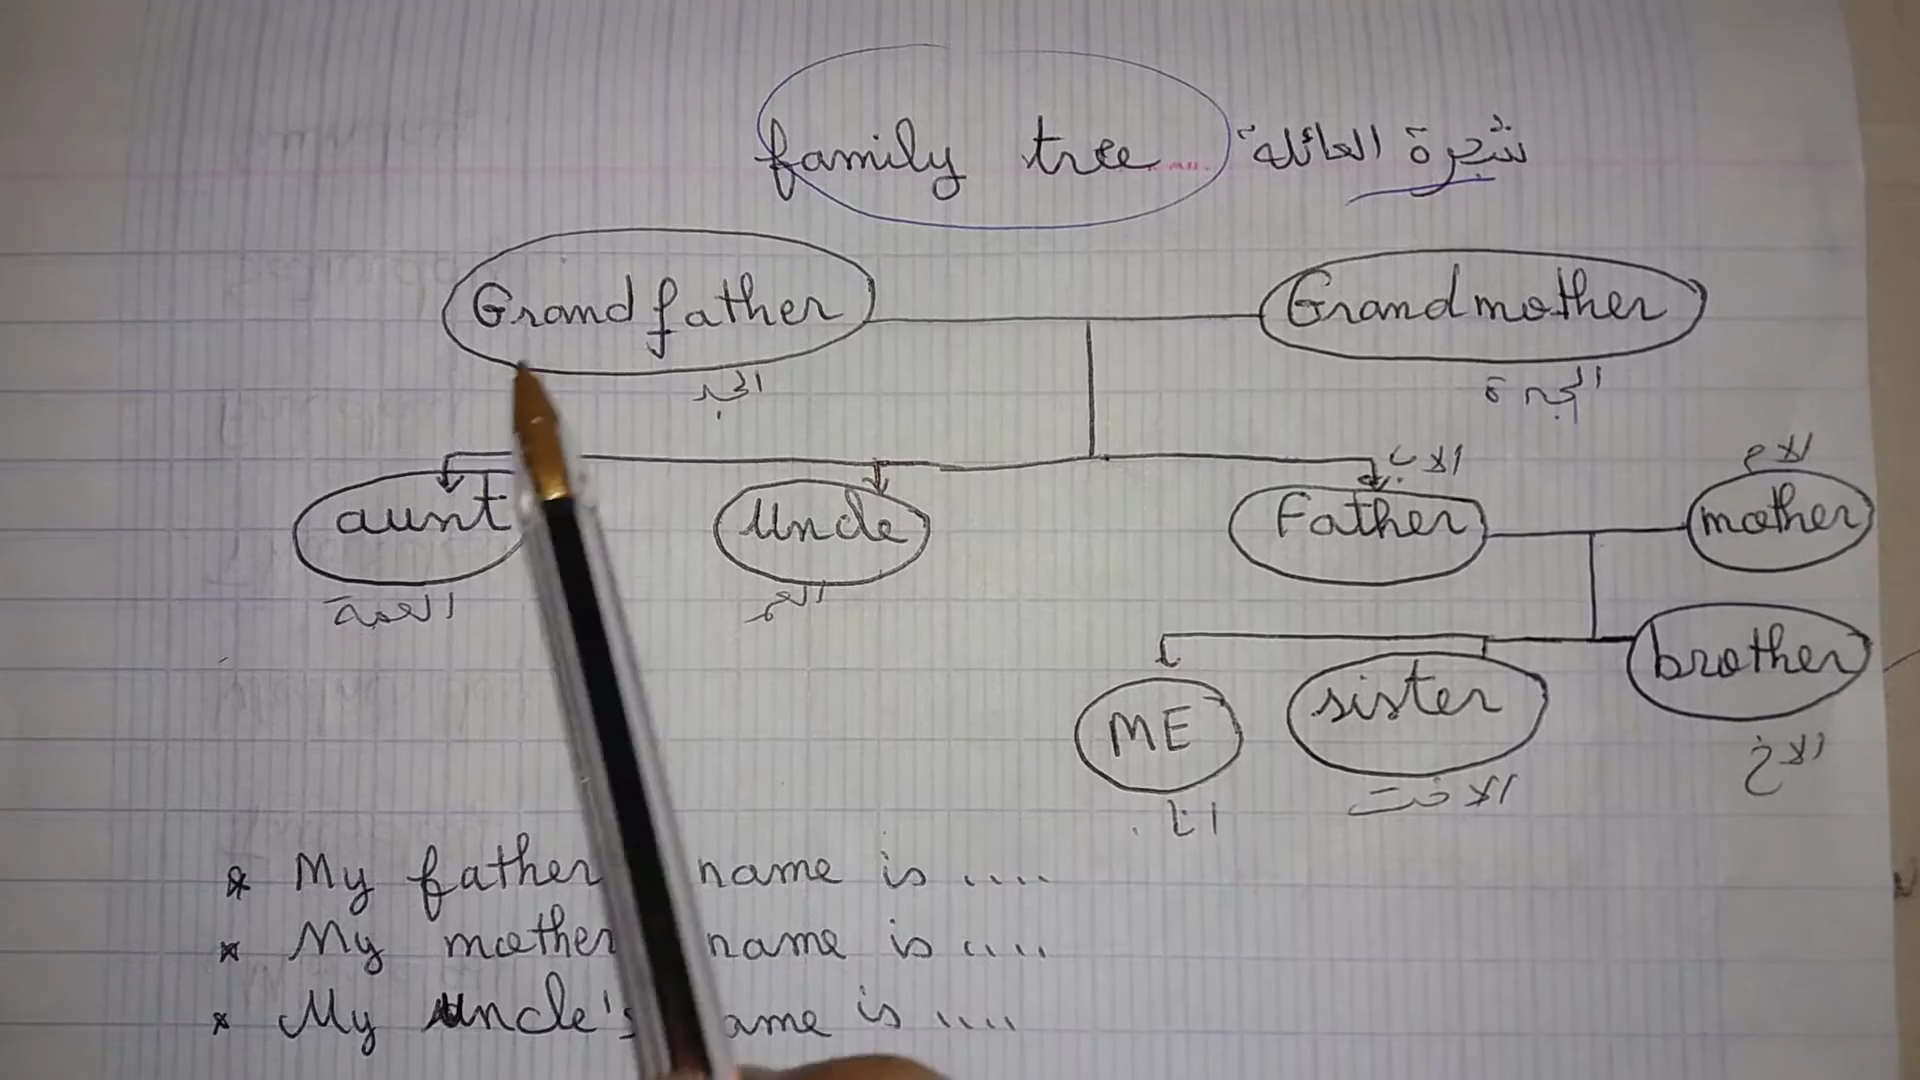 family tree.... شجرة العائلة
Grandfather Grandmother
الجد الجدة
الاب الام
aunt Uncle Father mother
العمة العم
brother
ME sister
انا الاخت الاخ
* My father name is ....
* My mother name is ....
* My Uncle's name is ....